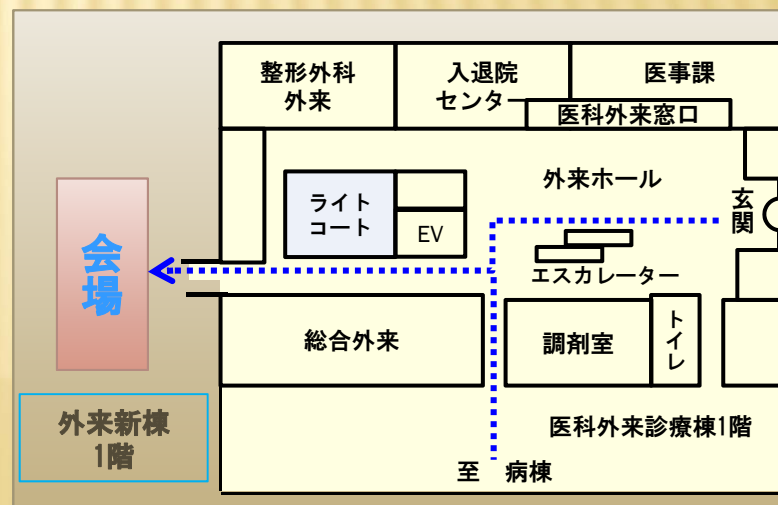 整形外科
外来
入退院
センター
医事課
医科外来窓口
外来ホール
玄関
ライト
コート
EV
エスカレーター
会場
総合外来
調剤室
トイレ
外来新棟
1階
医科外来診療棟1階
至 病棟